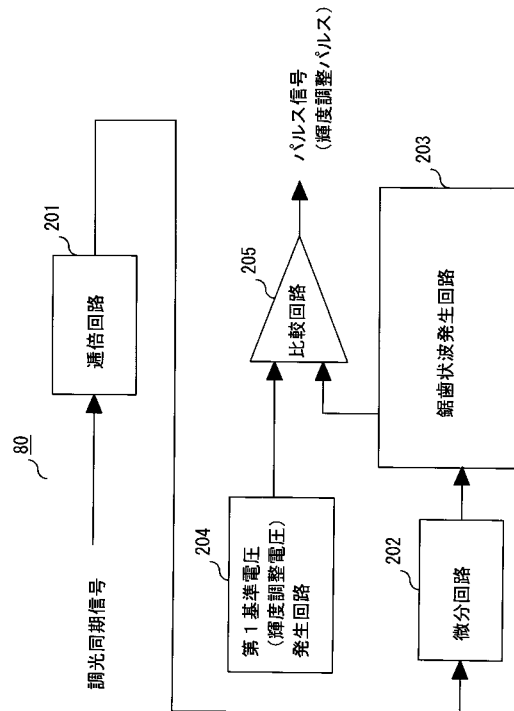 80
調光同期信号
逓倍回路
201
第1基準電圧
(輝度調整電圧)
発生回路
204
比較回路
205
パルス信号
(輝度調整パルス)
微分回路
202
鋸歯状波発生回路
203